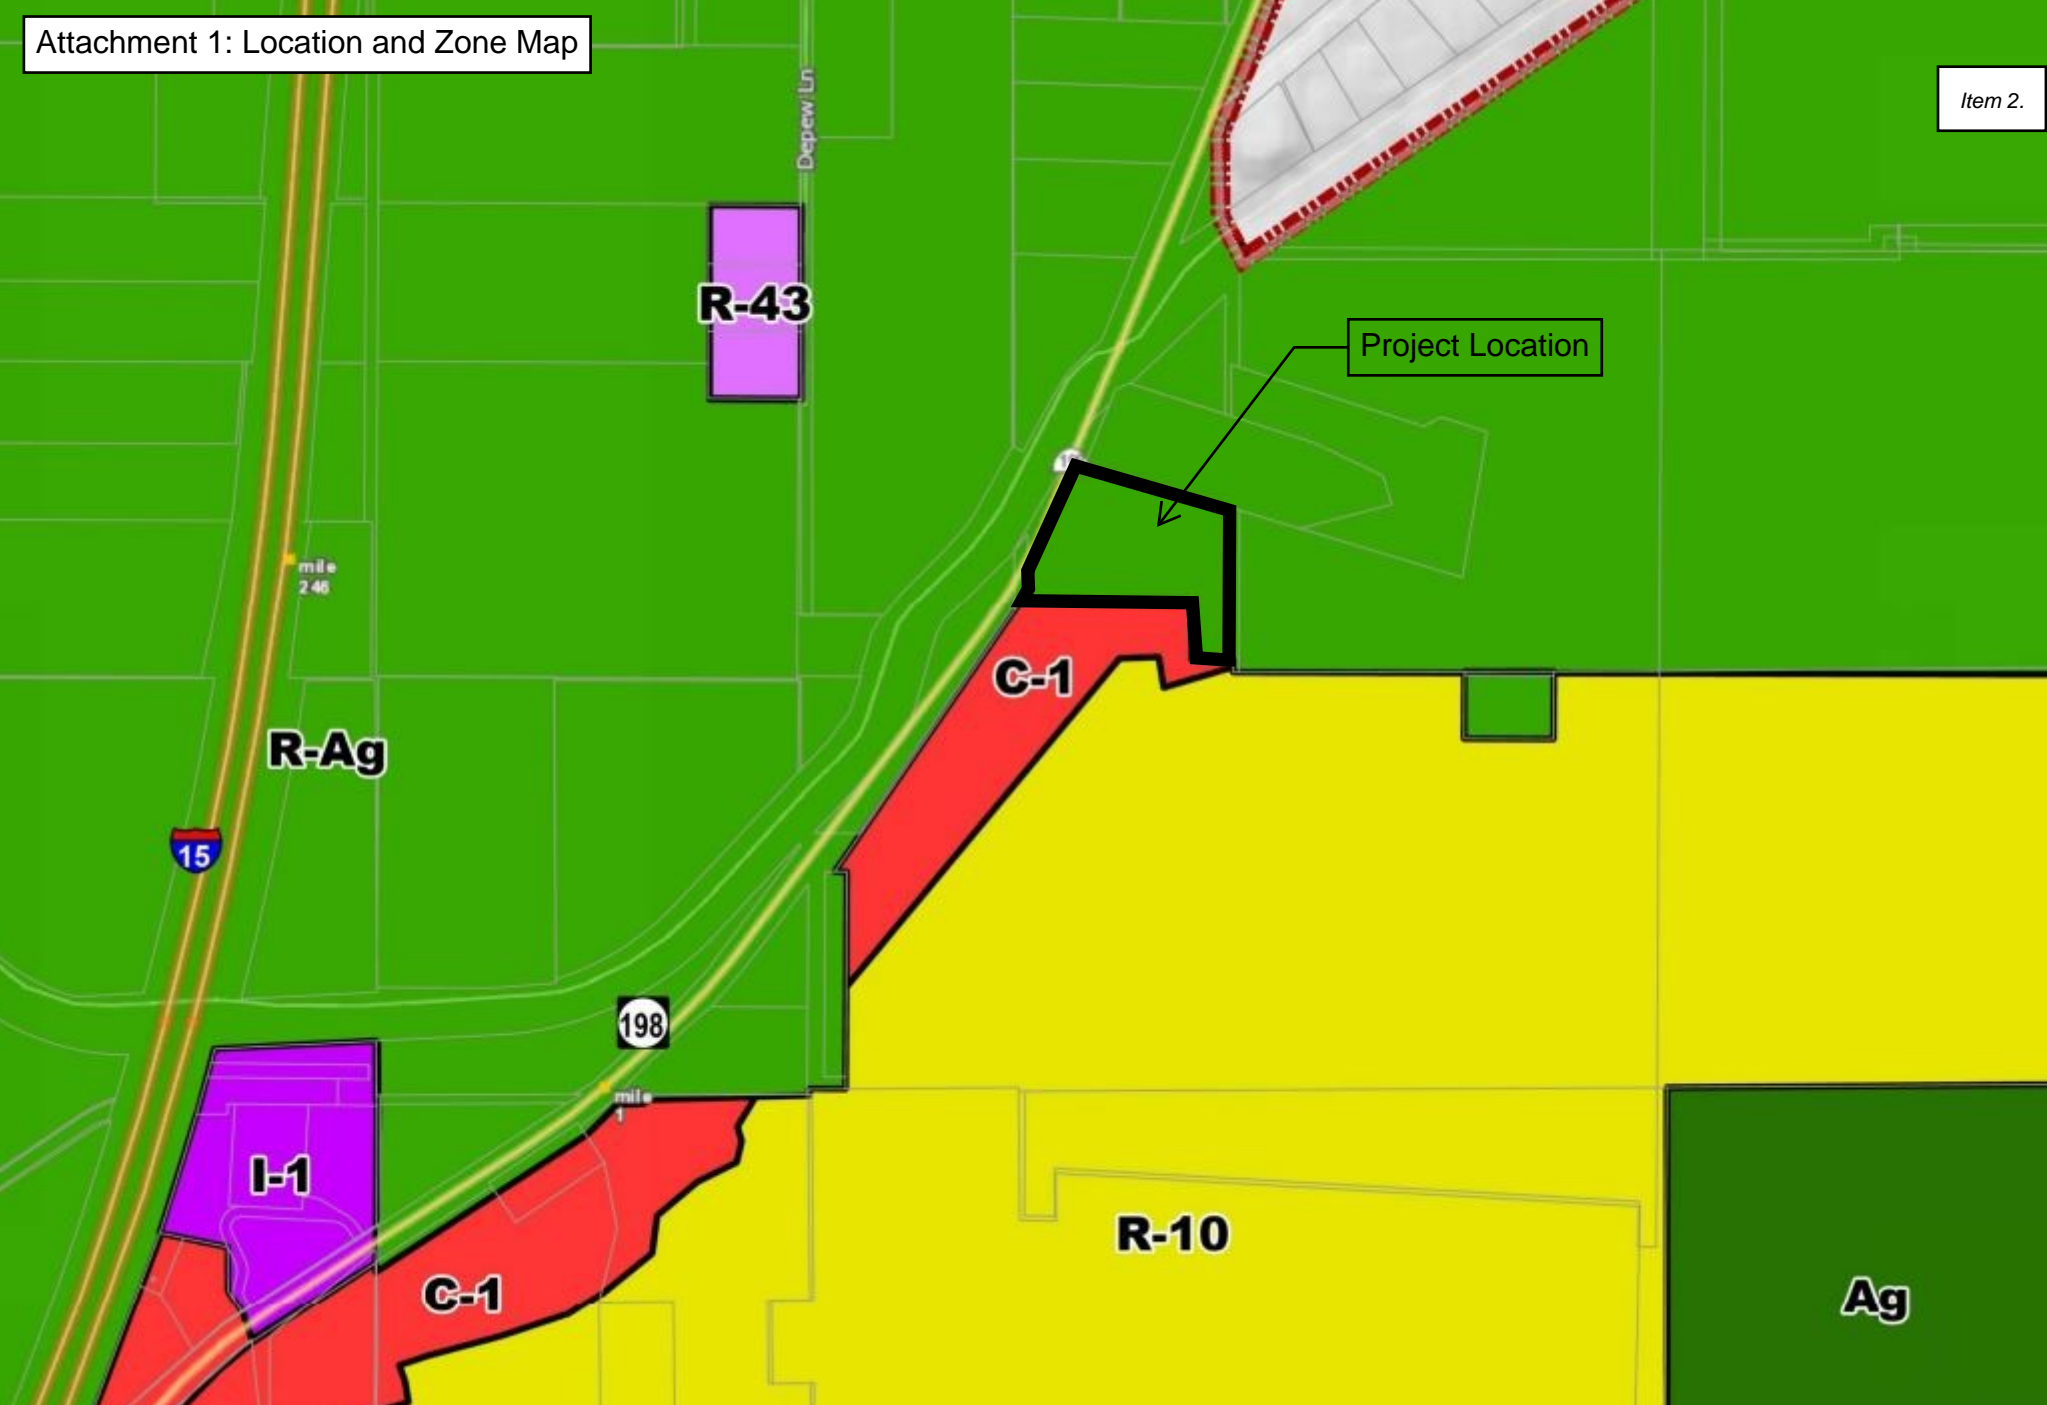 Attachment 1: Location and Zone Map
Item 2.
Depew Ln
R-43
Project Location
mile
246
C-1
R-Ag
15
198
mile
1
I-1
R-10
C-1
Ag